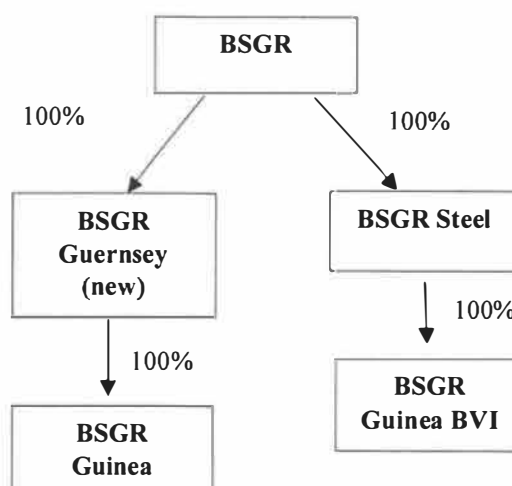 BSGR
100%
100%
BSGR
Guernsey
(new)
BSGR Steel
100%
100%
BSGR
Guinea BVI
BSGR
Guinea